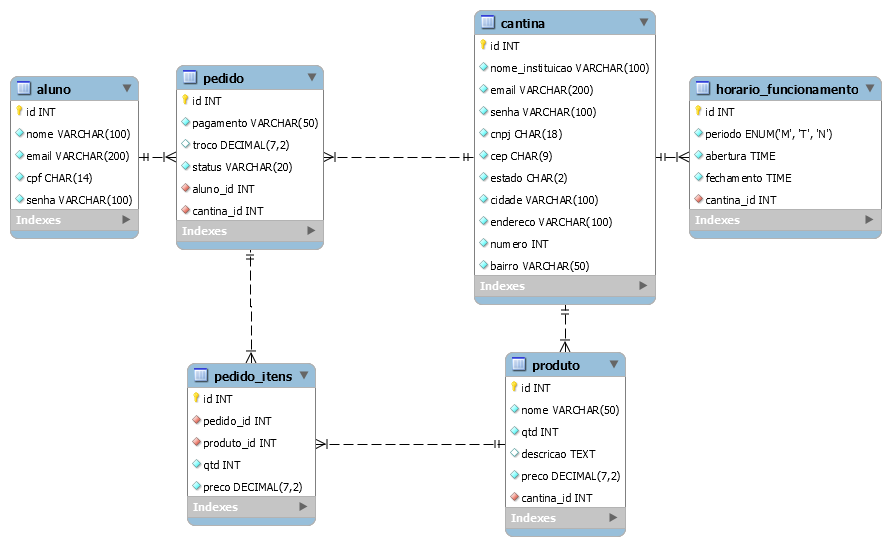 aluno
id INT
nome VARCHAR(100)
email VARCHAR(200)
cpf CHAR(14)
senha VARCHAR(100)
Indexes
pedido
id INT
pagamento VARCHAR(50)
troco DECIMAL(7,2)
status VARCHAR(20)
aluno_id INT
cantina_id INT
Indexes
cantina
id INT
nome_instituicao VARCHAR(100)
email VARCHAR(200)
senha VARCHAR(100)
cnpj CHAR(18)
cep CHAR(9)
estado CHAR(2)
cidade VARCHAR(100)
endereco VARCHAR(100)
numero INT
bairro VARCHAR(50)
Indexes
horario_funcionamento
id INT
periodo ENUM('M', 'T', 'N')
abertura TIME
fechamento TIME
cantina_id INT
Indexes
pedido_itens
id INT
pedido_id INT
produto_id INT
qtd INT
preco DECIMAL(7,2)
Indexes
produto
id INT
nome VARCHAR(50)
qtd INT
descricao TEXT
preco DECIMAL(7,2)
cantina_id INT
Indexes